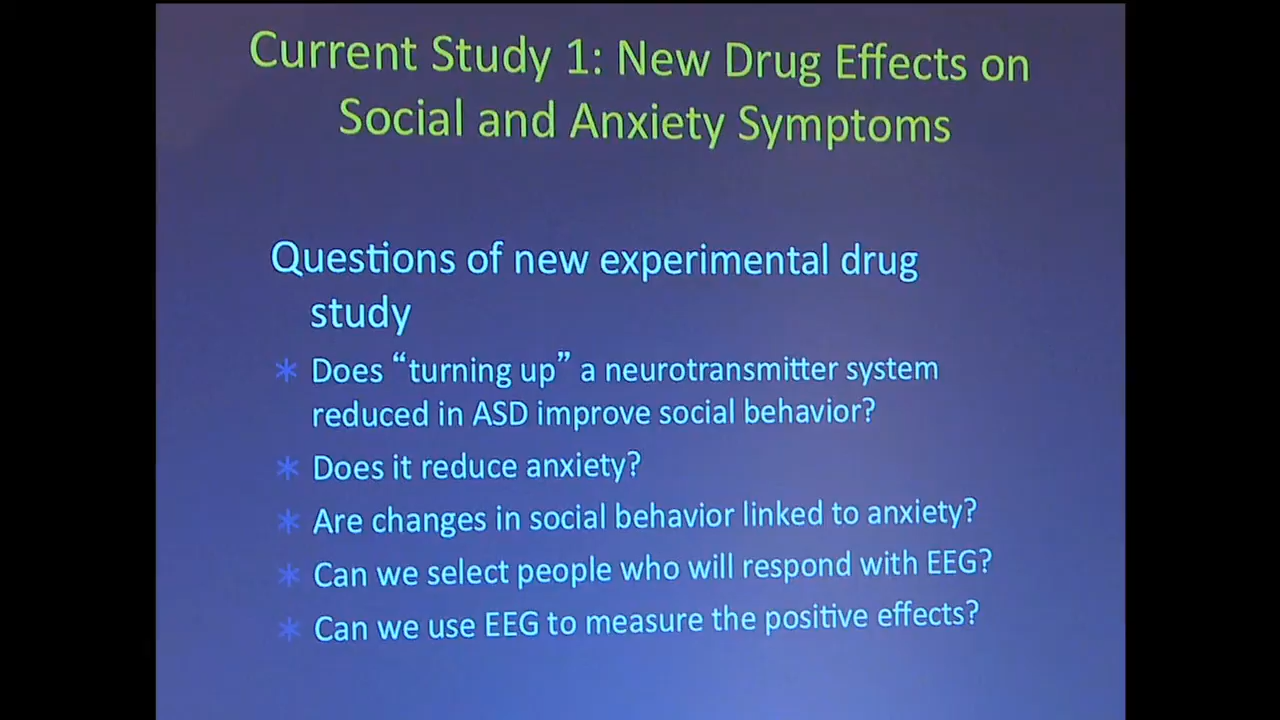 Current Study 1: New Drug Effects on
Social and Anxiety Symptoms
Questions of new experimental drug
study
* Does “turning up” a neurotransmitter system
reduced in ASD improve social behavior?
* Does it reduce anxiety?
* Are changes in social behavior linked to anxiety?
* Can we select people who will respond with EEG?
* Can we use EEG to measure the positive effects?